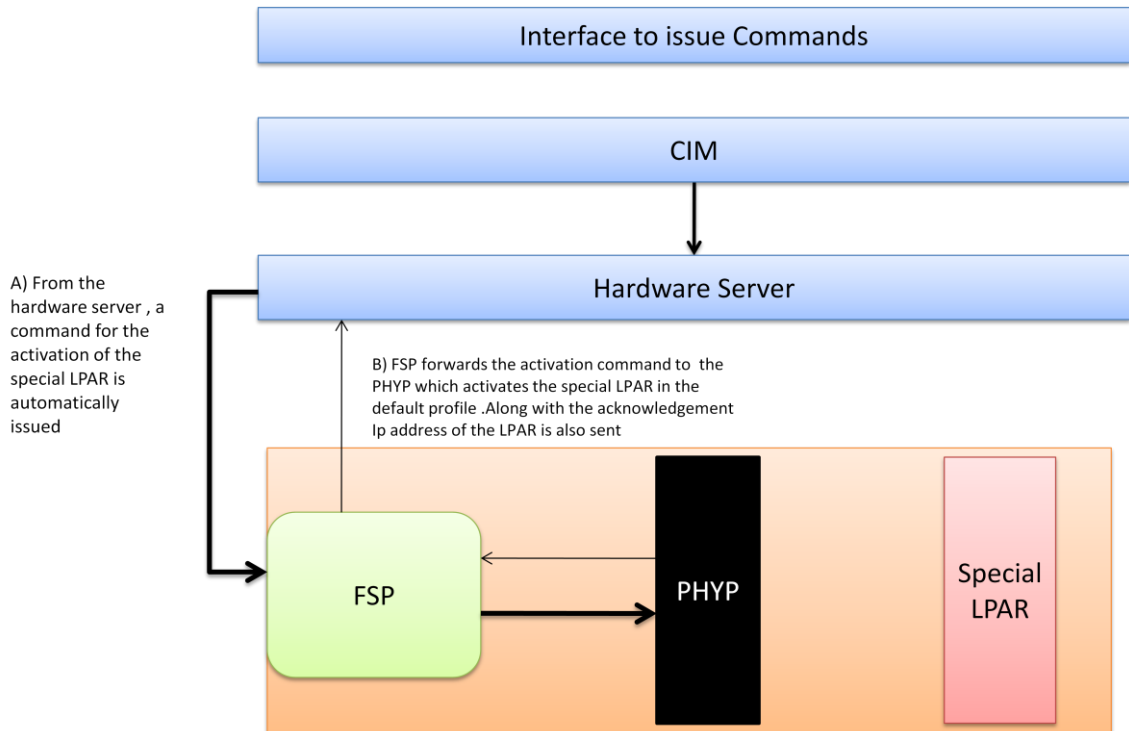 Interface to issue Commands
CIM
Hardware Server
A) From the
hardware server , a
command for the
activation of the
special LPAR is
automatically
issued
B) FSP forwards the activation command to  the
PHYP which activates the special LPAR in the
default profile .Along with the acknowledgement
Ip address of the LPAR is also sent
FSP
PHYP
Special
LPAR